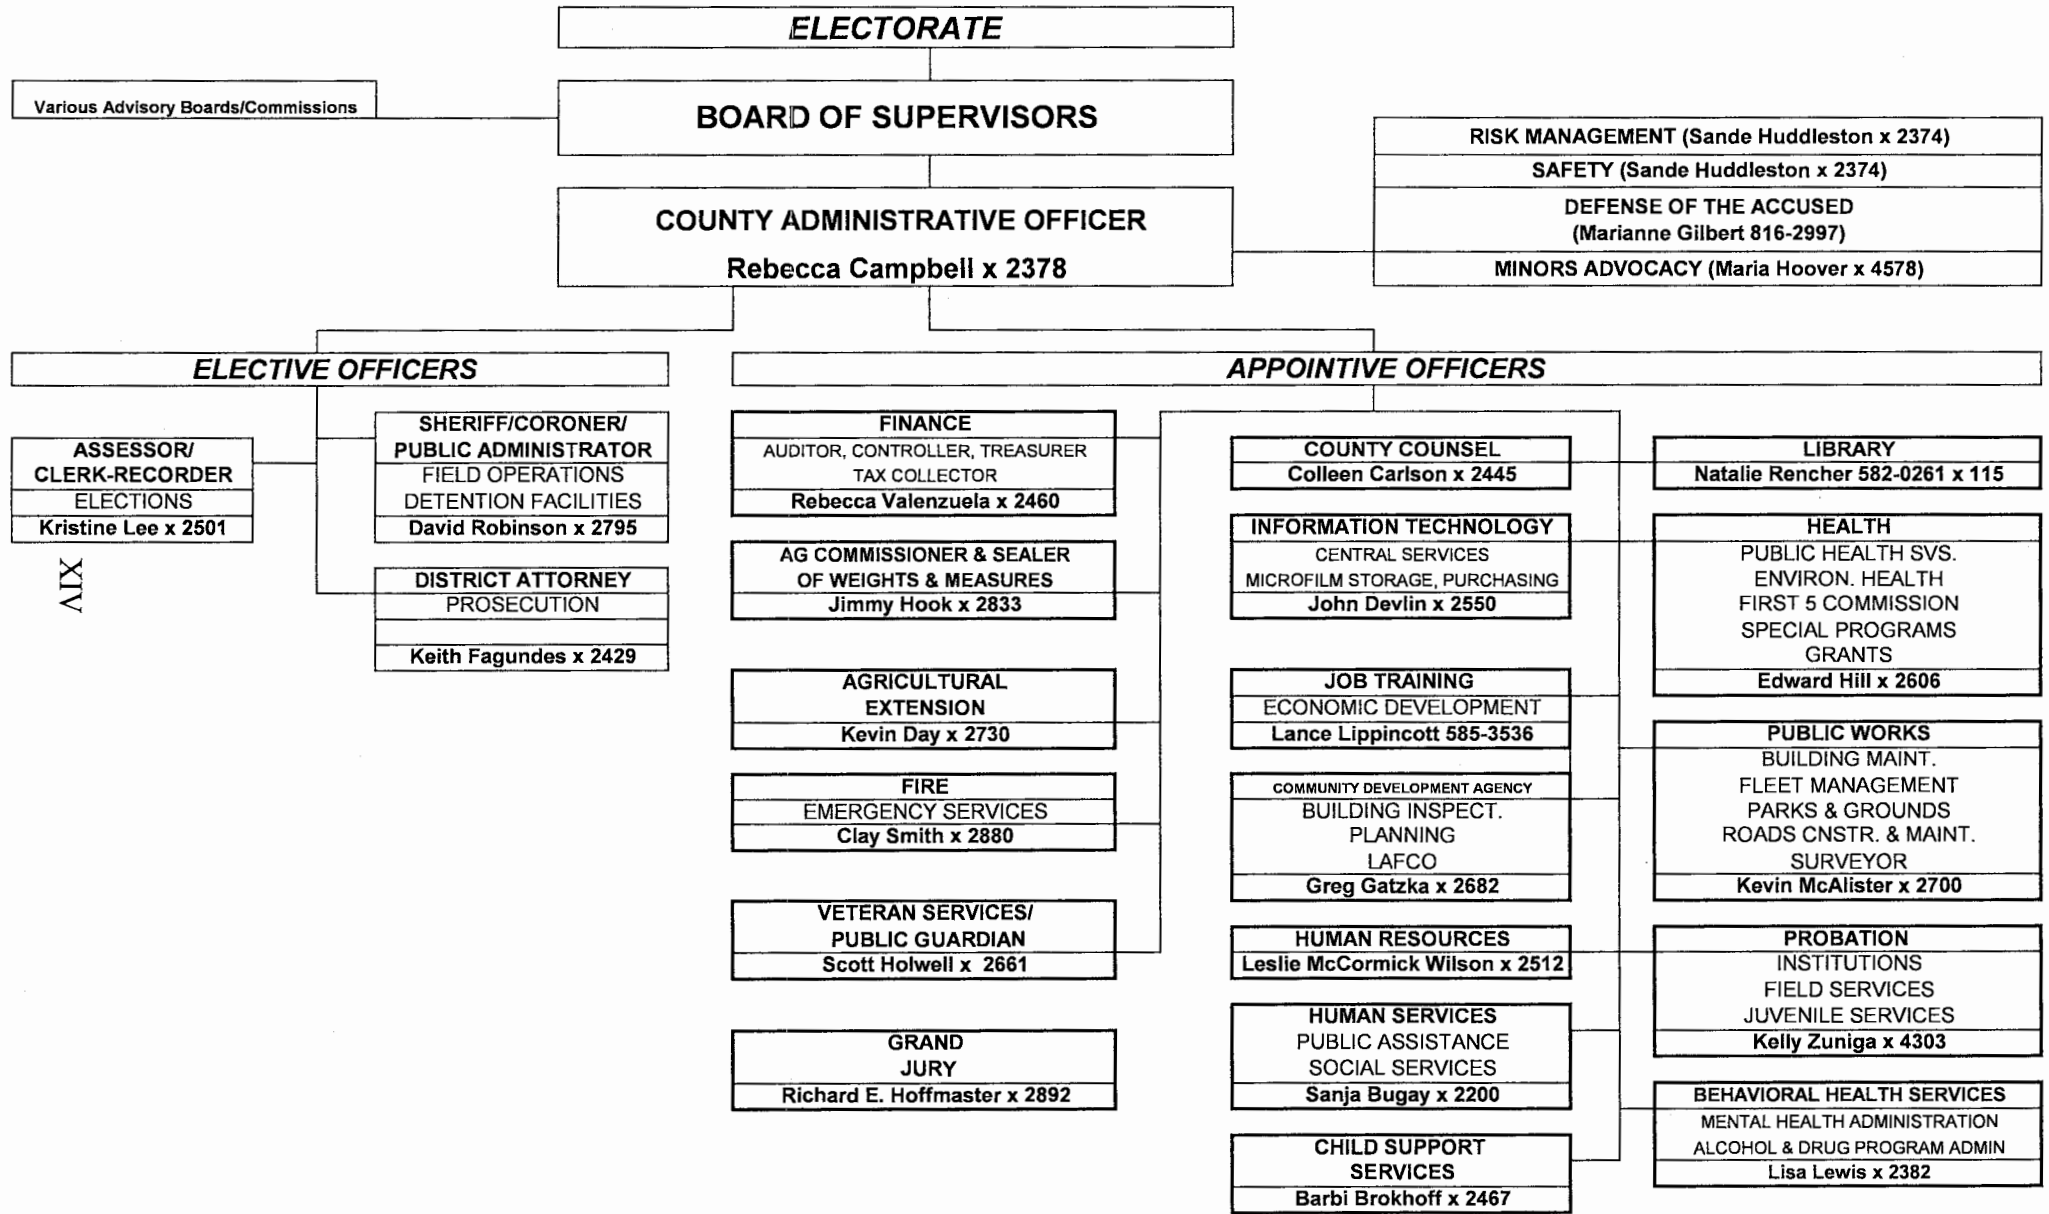 ELECTORATE
Various Advisory Boards/Commissions
BOARD OF SUPERVISORS
COUNTY ADMINISTRATIVE OFFICER
Rebecca Campbell x 2378
RISK MANAGEMENT (Sande Huddleston x 2374)
SAFETY (Sande Huddleston x 2374)
DEFENSE OF THE ACCUSED
(Marianne Gilbert 816-2997)
MINORS ADVOCACY (Maria Hoover x 4578)
ELECTIVE OFFICERS
ASSESSOR/
CLERK-RECORDER
ELECTIONS
Kristine Lee x 2501
SHERIFF/CORONER/
PUBLIC ADMINISTRATOR
FIELD OPERATIONS
DETENTION FACILITIES
David Robinson x 2795
DISTRICT ATTORNEY
PROSECUTION
Keith Fagundes x 2429
XIV
APPOINTIVE OFFICERS
FINANCE
AUDITOR, CONTROLLER, TREASURER
TAX COLLECTOR
Rebecca Valenzuela x 2460
AG COMMISSIONER & SEALER
OF WEIGHTS & MEASURES
Jimmy Hook x 2833
AGRICULTURAL
EXTENSION
Kevin Day x 2730
FIRE
EMERGENCY SERVICES
Clay Smith x 2880
VETERAN SERVICES/
PUBLIC GUARDIAN
Scott Holwell x 2661
GRAND
JURY
Richard E. Hoffmaster x 2892
COUNTY COUNSEL
Colleen Carlson x 2445
INFORMATION TECHNOLOGY
CENTRAL SERVICES
MICROFILM STORAGE, PURCHASING
John Devlin x 2550
JOB TRAINING
ECONOMIC DEVELOPMENT
Lance Lippincott 585-3536
COMMUNITY DEVELOPMENT AGENCY
BUILDING INSPECT.
PLANNING
LAFCO
Greg Gatzka x 2682
HUMAN RESOURCES
Leslie McCormick Wilson x 2512
HUMAN SERVICES
PUBLIC ASSISTANCE
SOCIAL SERVICES
Sanja Bugay x 2200
CHILD SUPPORT
SERVICES
Barbi Brokhoff x 2467
LIBRARY
Natalie Rencher 582-0261 x 115
HEALTH
PUBLIC HEALTH SVS.
ENVIRON. HEALTH
FIRST 5 COMMISSION
SPECIAL PROGRAMS
GRANTS
Edward Hill x 2606
PUBLIC WORKS
BUILDING MAINT.
FLEET MANAGEMENT
PARKS & GROUNDS
ROADS CNSTR. & MAINT.
SURVEYOR
Kevin McAlister x 2700
PROBATION
INSTITUTIONS
FIELD SERVICES
JUVENILE SERVICES
Kelly Zuniga x 4303
BEHAVIORAL HEALTH SERVICES
MENTAL HEALTH ADMINISTRATION
ALCOHOL & DRUG PROGRAM ADMIN
Lisa Lewis x 2382